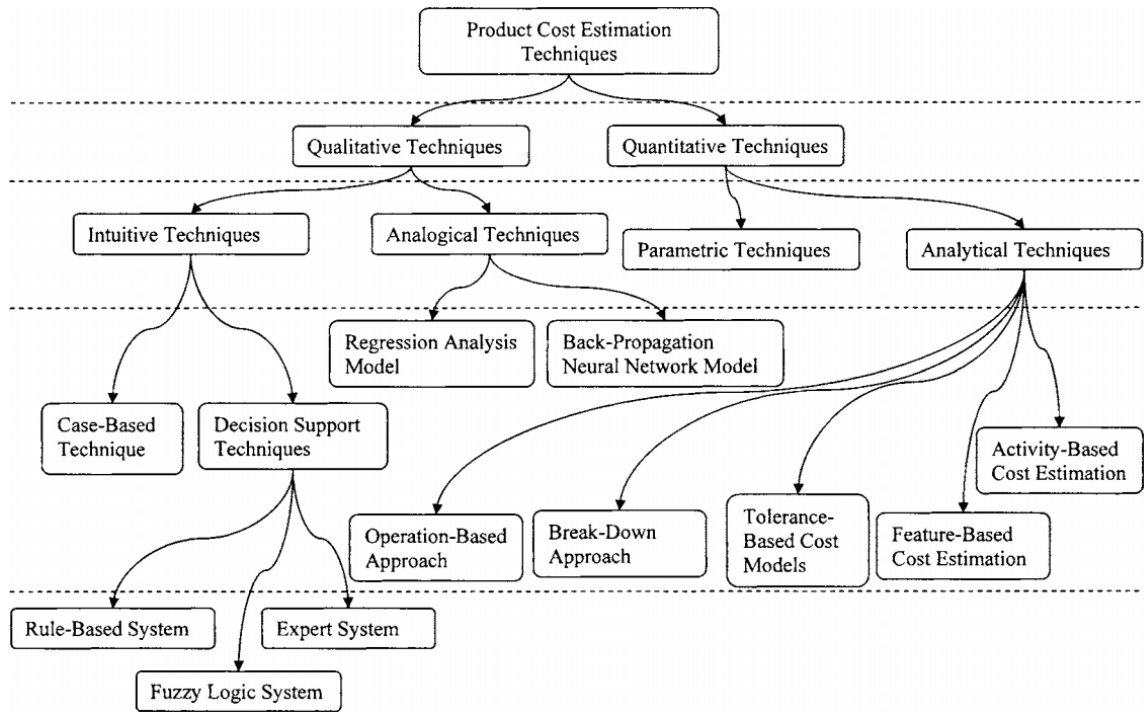 Product Cost Estimation
Techniques
Qualitative Techniques
Quantitative Techniques
Intuitive Techniques
Analogical Techniques
Parametric Techniques
Analytical Techniques
Regression Analysis
Model
Back-Propagation
Neural Network Model
Case-Based
Technique
Decision Support
Techniques
Activity-Based
Cost Estimation
Operation-Based
Approach
Break-Down
Approach
Tolerance-
Based Cost
Models
Feature-Based
Cost Estimation
Rule-Based System
Expert System
Fuzzy Logic System